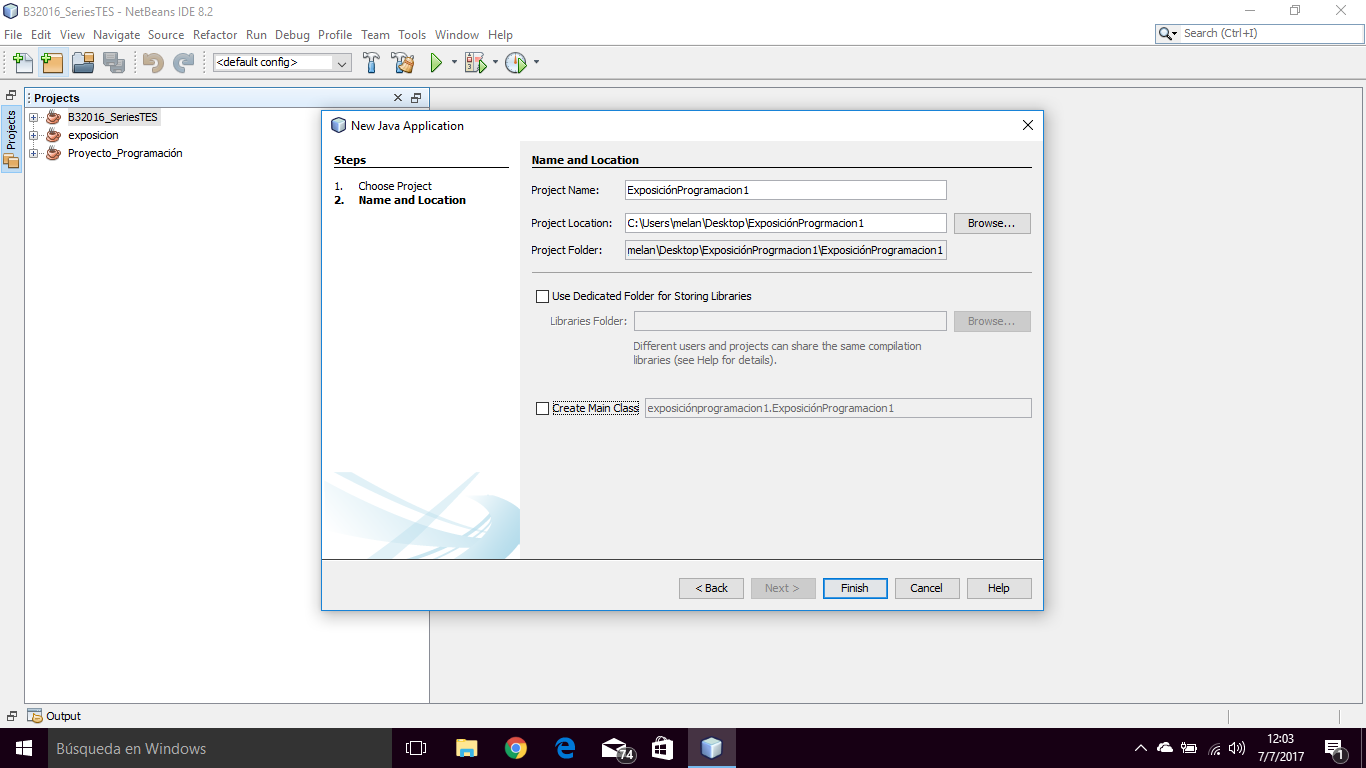 B32016_SeriesTES - NetBeans IDE 8.2
File Edit View Navigate Source Refactor Run Debug Profile Team Tools Window Help
Search (Ctrl+I)
<default config>
Projects
Projects
B32016_SeriesTES
exposicion
Proyecto_Programación
New Java Application
Steps
1. Choose Project
2. Name and Location
Name and Location
Project Name: ExposiciónProgramacion1
Project Location: C:\Users\melan\Desktop\ExposiciónProgrmacion1 Browse...
Project Folder: melan\Desktop\ExposiciónProgrmacion1\ExposiciónProgramacion1
Use Dedicated Folder for Storing Libraries
Libraries Folder: Browse...
Different users and projects can share the same compilation
libraries (see Help for details).
Create Main Class exposiciónprogramacion1.ExposiciónProgramacion1
< Back Next > Finish Cancel Help
Output
Búsqueda en Windows
74
12:03
7/7/2017
1